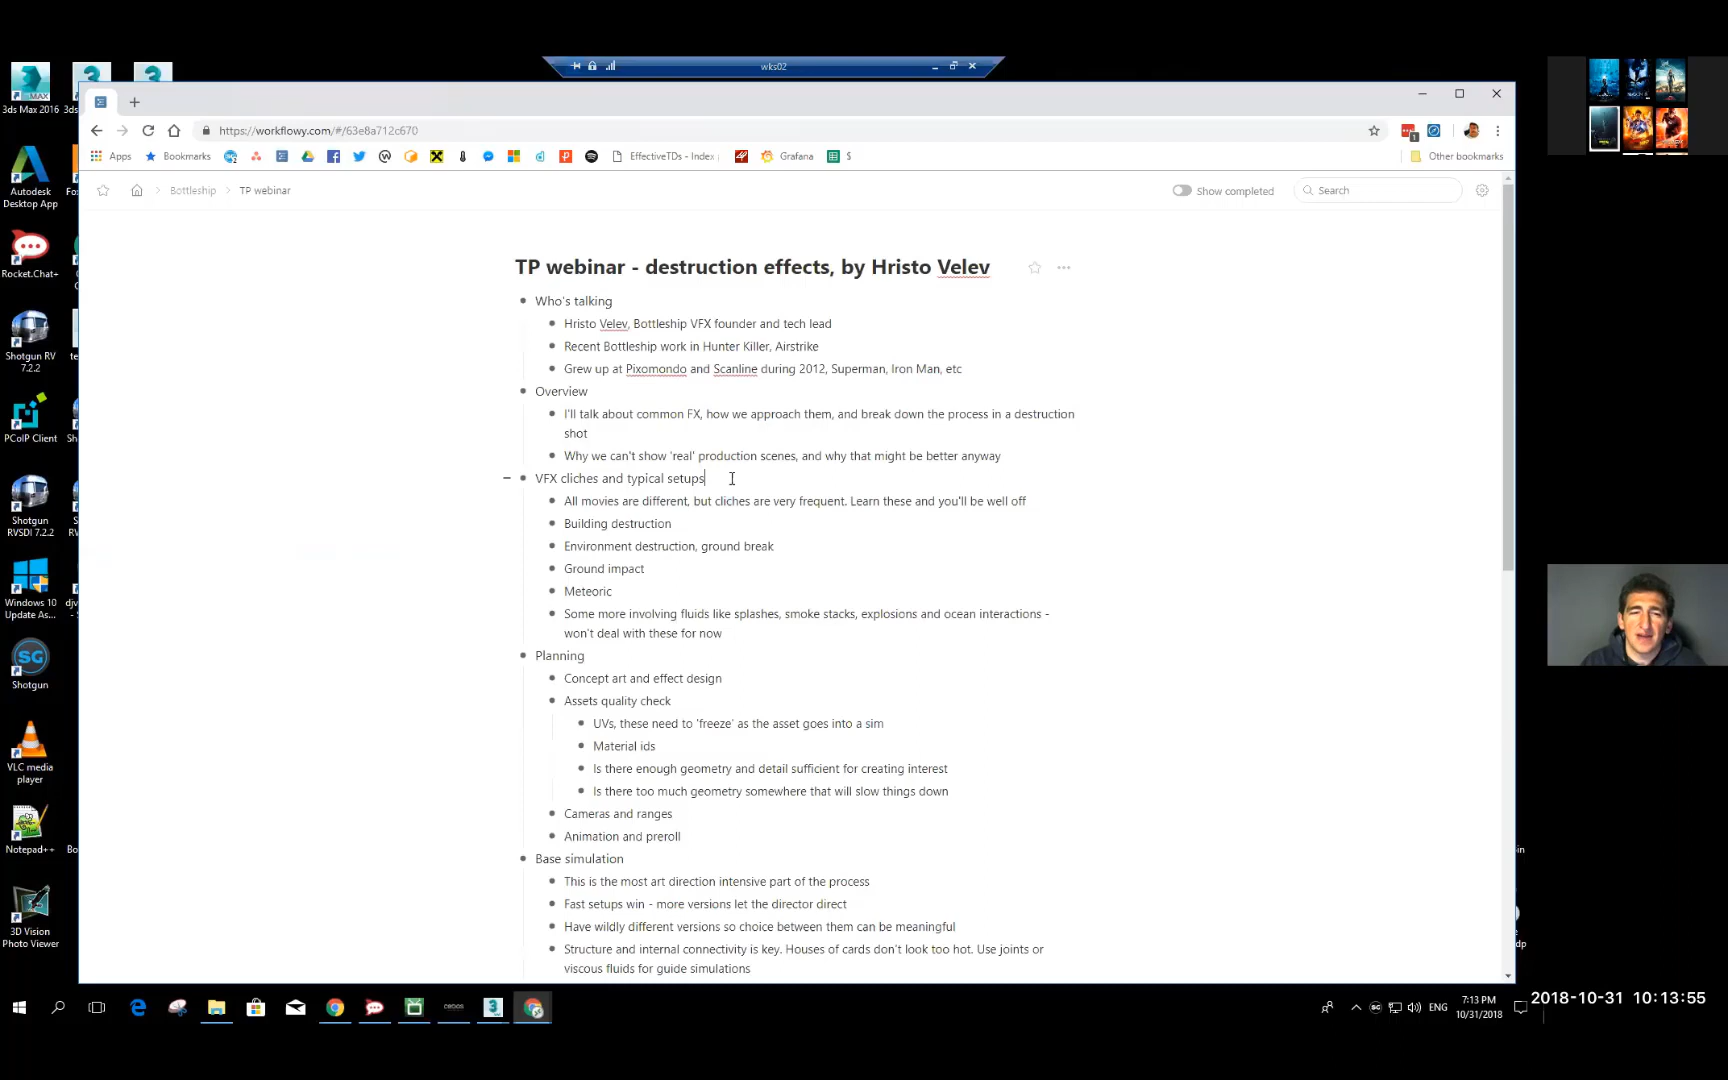 wks02
3ds Max 2016
3ds
https://workflowy.com/#/63e8a712c670
Apps
Bookmarks
EffectiveTDs - Index
Grafana
$
Other bookmarks
Bottleship
TP webinar
Show completed
Search
Autodesk
Desktop App
Rocket.Chat+
Shotgun RV
7.2.2
PCoIP Client
Shotgun
RVSDI 7.2.2
Windows 10
Update As...
Shotgun
VLC media
player
Notepad++
3D Vision
Photo Viewer
TP webinar - destruction effects, by Hristo Velev
Who's talking
Hristo Velev, Bottleship VFX founder and tech lead
Recent Bottleship work in Hunter Killer, Airstrike
Grew up at Pixomondo and Scanline during 2012, Superman, Iron Man, etc
Overview
I'll talk about common FX, how we approach them, and break down the process in a destruction
shot
Why we can't show 'real' production scenes, and why that might be better anyway
VFX cliches and typical setups
All movies are different, but cliches are very frequent. Learn these and you'll be well off
Building destruction
Environment destruction, ground break
Ground impact
Meteoric
Some more involving fluids like splashes, smoke stacks, explosions and ocean interactions -
won't deal with these for now
Planning
Concept art and effect design
Assets quality check
UVs, these need to 'freeze' as the asset goes into a sim
Material ids
Is there enough geometry and detail sufficient for creating interest
Is there too much geometry somewhere that will slow things down
Cameras and ranges
Animation and preroll
Base simulation
This is the most art direction intensive part of the process
Fast setups win - more versions let the director direct
Have wildly different versions so choice between them can be meaningful
Structure and internal connectivity is key. Houses of cards don't look too hot. Use joints or
viscous fluids for guide simulations
ENG
7:13 PM
10/31/2018
2018-10-31 10:13:55